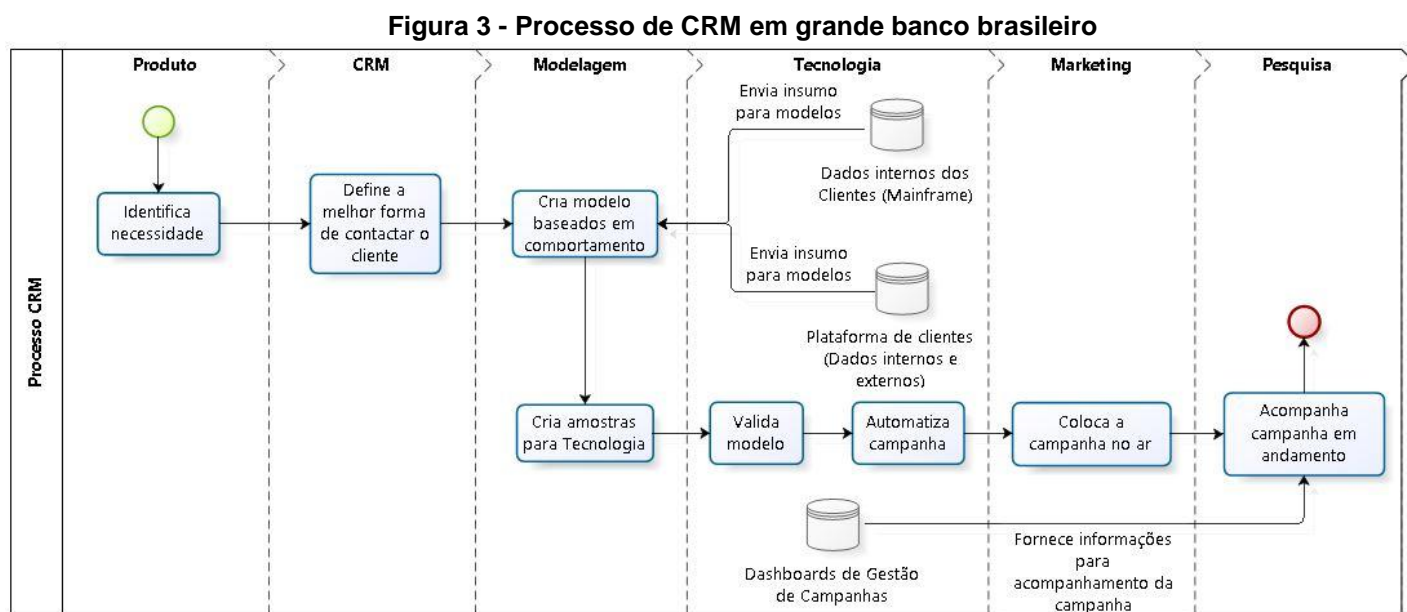 Figura 3 - Processo de CRM em grande banco brasileiro
Processo CRM
Produto
CRM
Modelagem
Tecnologia
Marketing
Pesquisa
Identifica
necessidade
Define a
melhor forma
de contactar o
cliente
Cria modelo
baseados em
comportamento
Envia insumo
para modelos
Dados internos dos
Clientes (Mainframe)
Envia insumo
para modelos
Plataforma de clientes
(Dados internos e
externos)
Cria amostras
para Tecnologia
Valida
modelo
Automatiza
campanha
Coloca a
campanha no ar
Acompanha
campanha em
andamento
Dashboards de Gestão
de Campanhas
Fornece informações
para
acompanhamento da
campanha